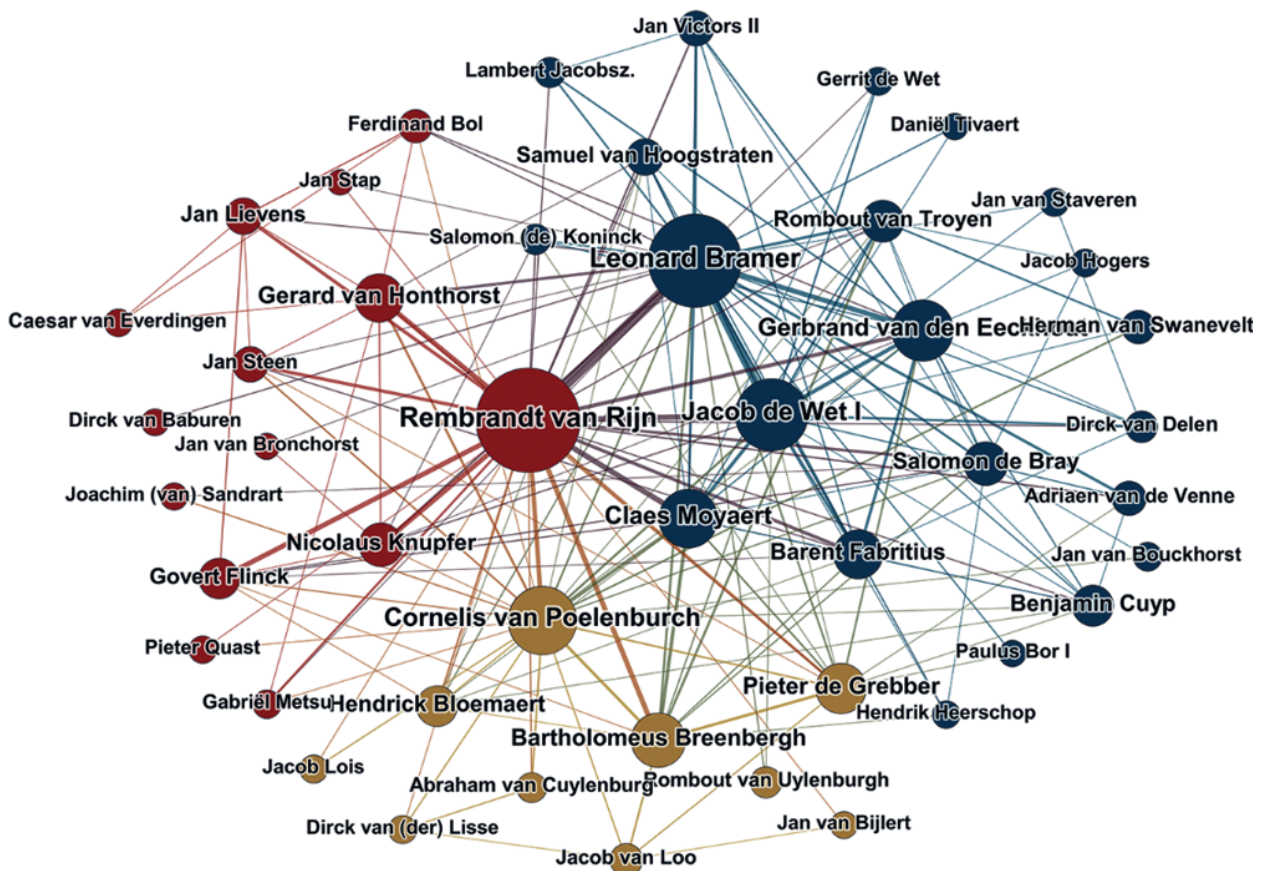 Jan Victors II
Lambert Jacobsz.
Gerrit de Wet
Ferdinand Bol
Daniël Tivaert
Samuel van Hoogstraten
Jan Stap
Jan van Staveren
Jan Lievens
Rombout van Troyen
Salomon (de) Koninck
Leonard Bramer
Jacob Hogers
Gerard van Honthorst
Caesar van Everdingen
Gerbrand van den Eeckhout
Herman van Swanevelt
Jan Steen
Dirck van Baburen
Rembrandt van Rijn
Jacob de Wet I
Dirck van Delen
Jan van Bronchorst
Salomon de Bray
Joachim (van) Sandrart
Adriaen van de Venne
Claes Moyaert
Nicolaus Knupfer
Barent Fabritius
Jan van Bouckhorst
Govert Flinck
Benjamin Cuyp
Cornelis van Poelenburch
Pieter Quast
Paulus Bor I
Pieter de Grebber
Gabriël Metsu
Hendrick Bloemaert
Hendrik Heerschop
Bartholomeus Breenbergh
Jacob Lois
Abraham van Cuylenburg
Rombout van Uylenburgh
Dirck van (der) Lisse
Jan van Bijlert
Jacob van Loo